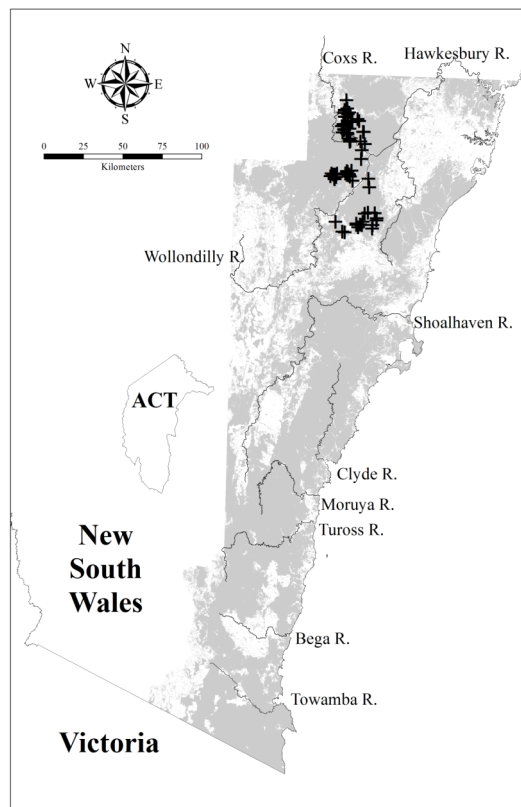 Coxs R.
Hawkesbury R.
N
W
E
S
0
25
50
75
100
Kilometers
Wollondilly R.
Shoalhaven R.
ACT
Clyde R.
Moruya R.
Tuross R.
New
South
Wales
Bega R.
Towamba R.
Victoria